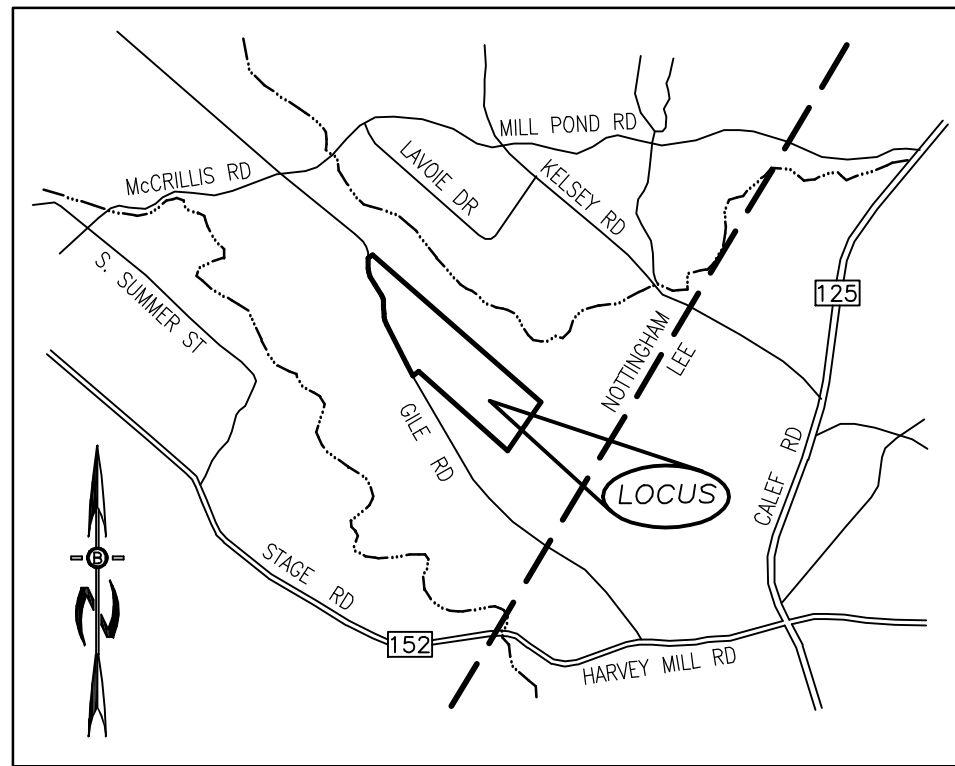 MILL POND RD
McCRILLIS RD
LAVOIE DR
KELSEY RD
S. SUMMER ST
125
NOTTINGHAM
LEE
GILE RD
CALEF RD
LOCUS
B
N
STAGE RD
152
HARVEY MILL RD